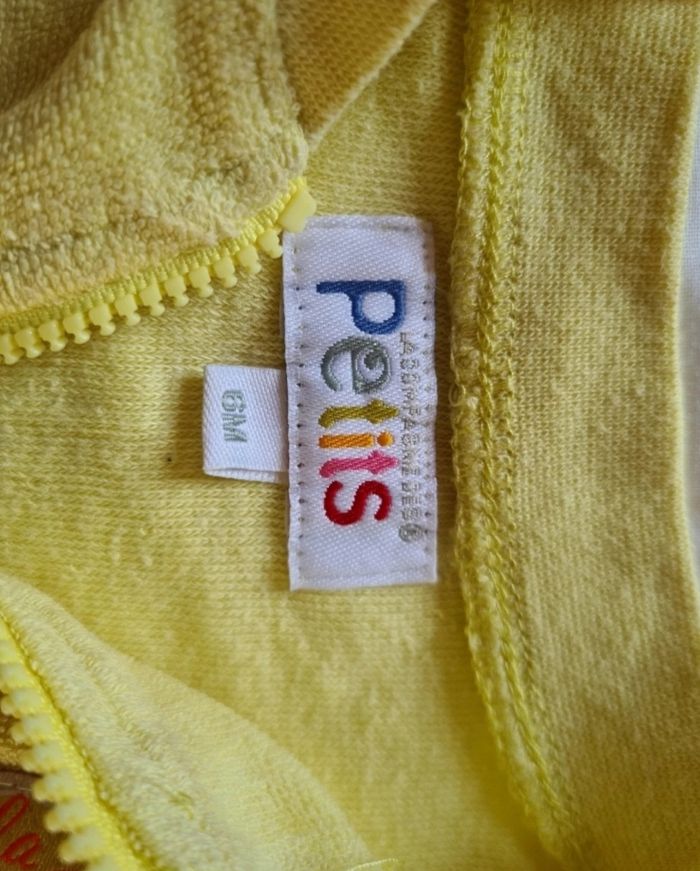 LA COMPAGNIE DES®
petits
6M